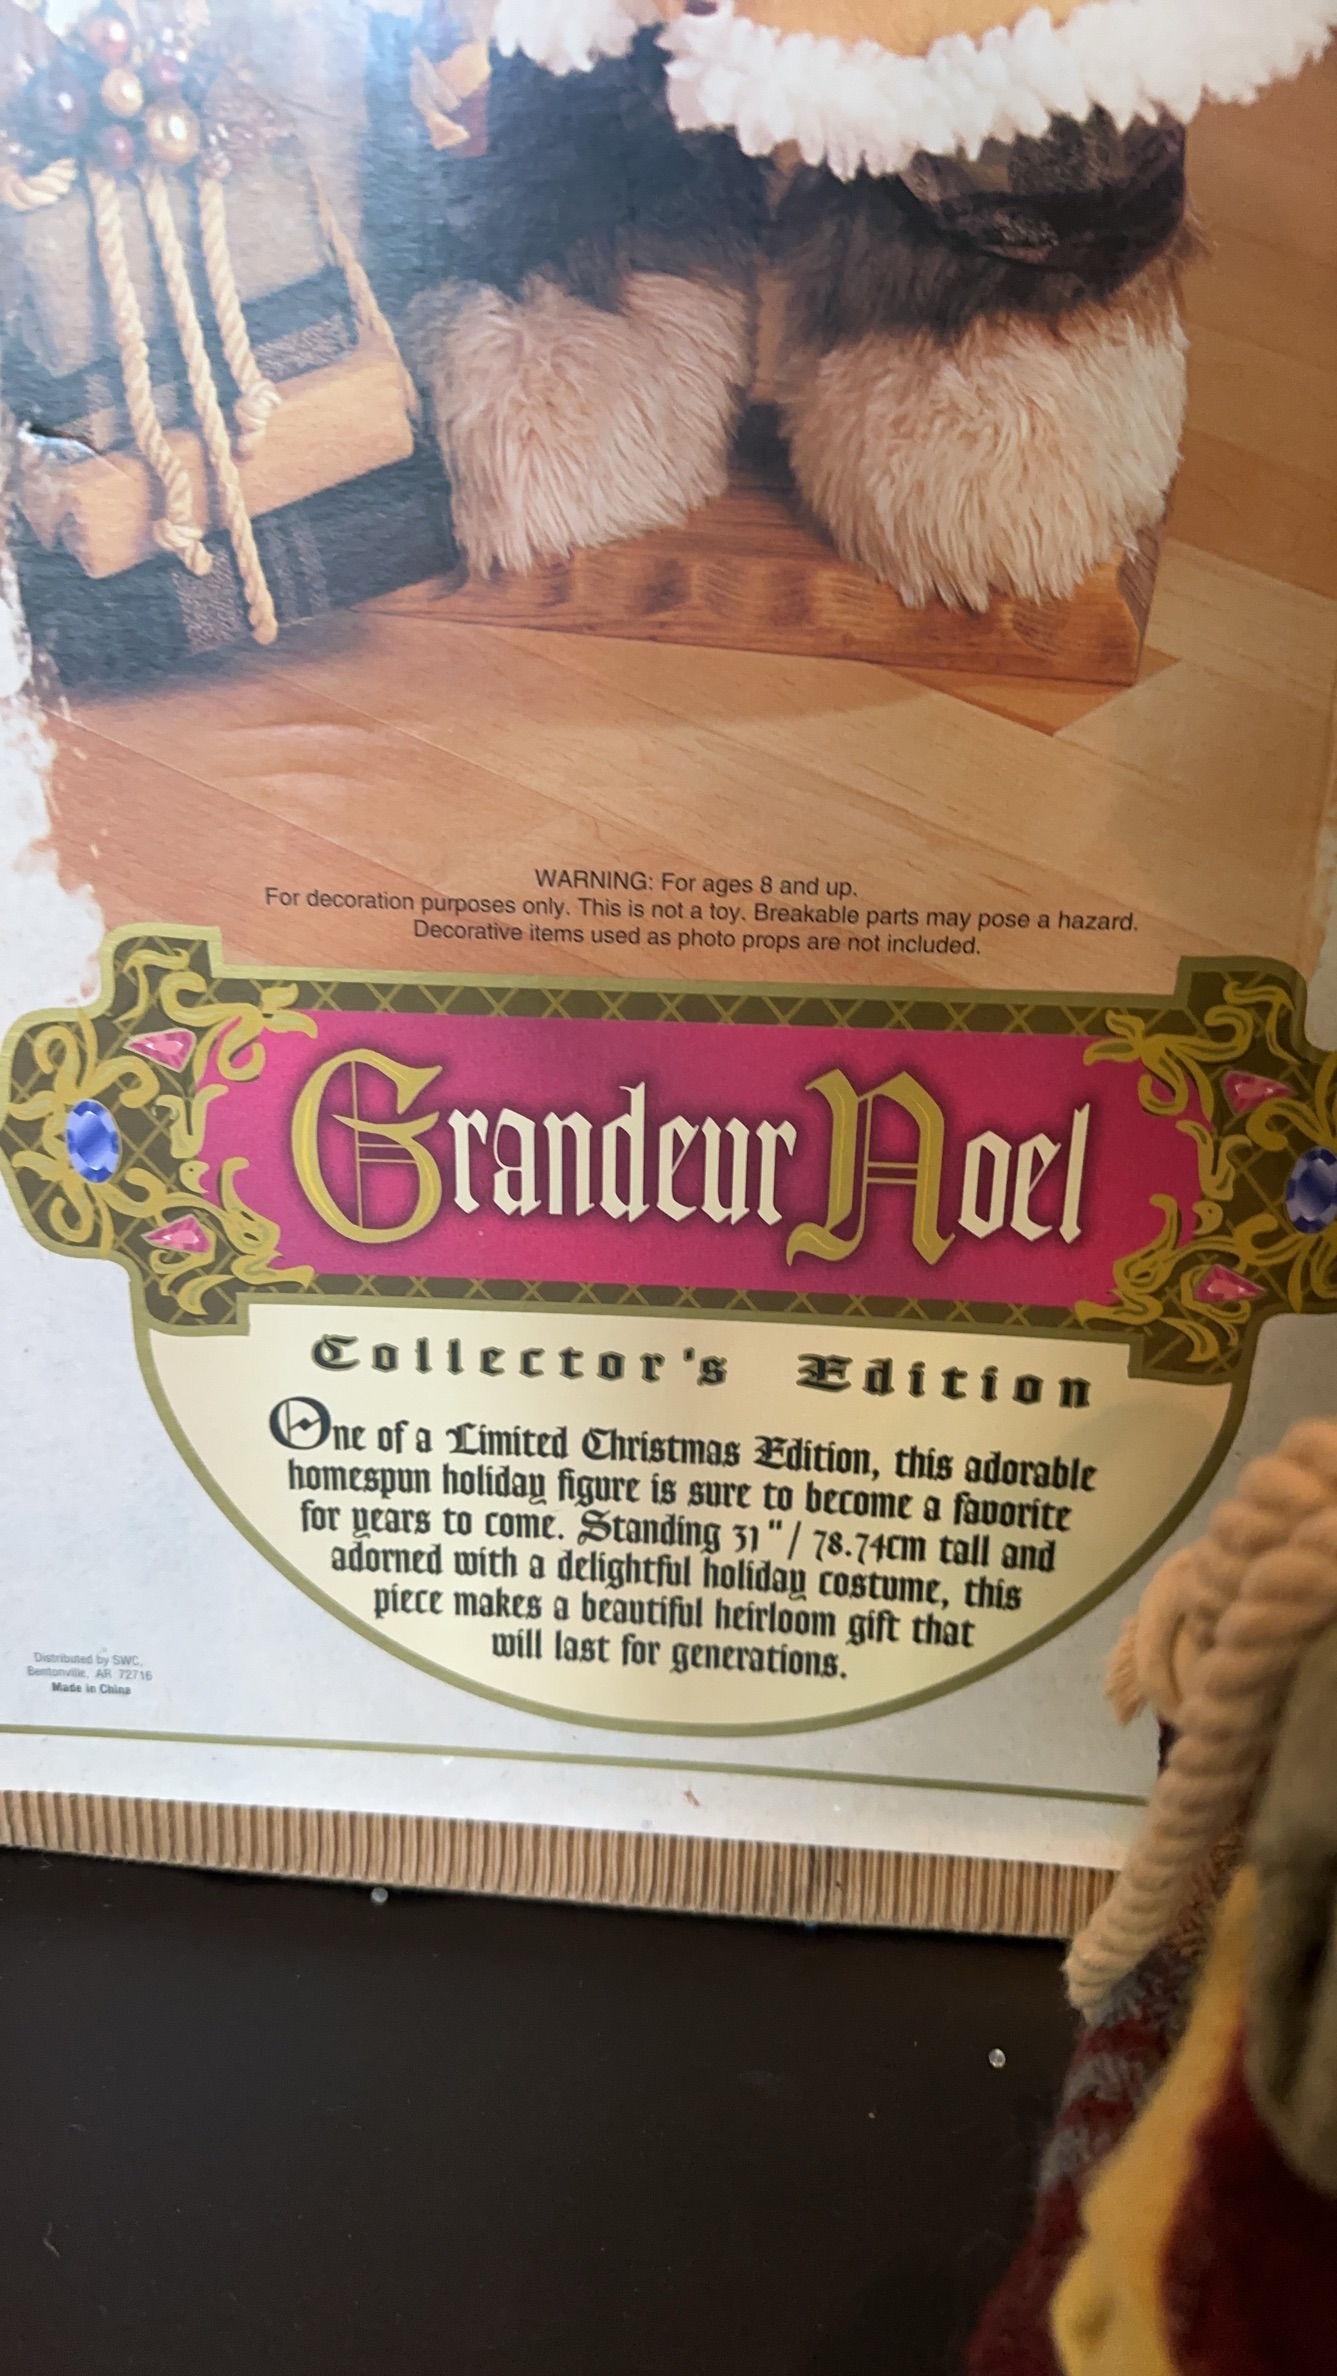 WARNING: For ages 8 and up.
For decoration purposes only. This is not a toy. Breakable parts may pose a hazard.
Decorative items used as photo props are not included.
Grandeur Noel
Collector's Edition
One of a Limited Christmas Edition, this adorable
homespun holiday figure is sure to become a favorite
for years to come. Standing 31 "/ 78.74cm tall and
adorned with a delightful holiday costume, this
piece makes a beautiful heirloom gift that
will last for generations.
Distributed by SWC,
Bentonville, AR 72716
Made in China